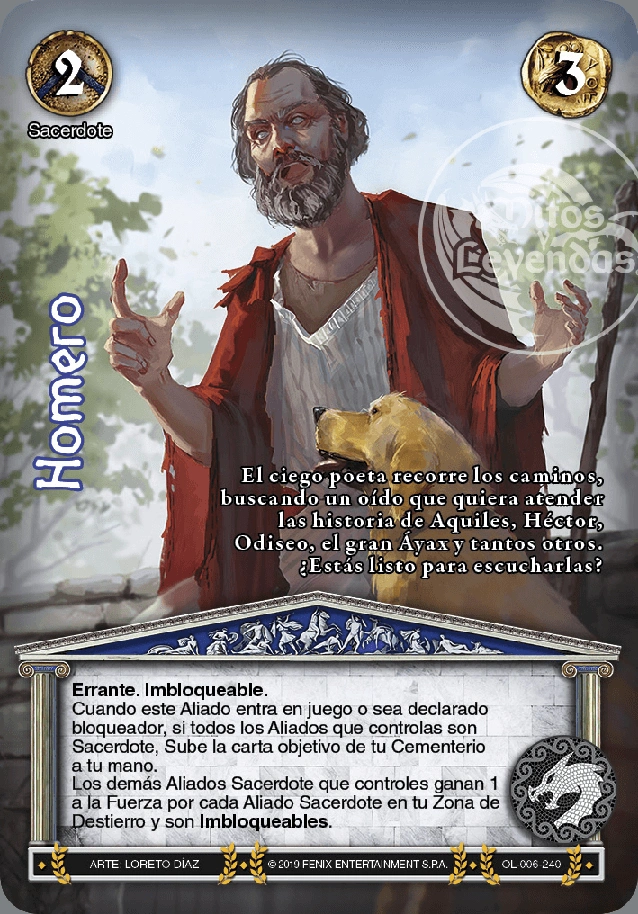 2
3
Sacerdote
Mitos
y
Leyendas
Homero
El ciego poeta recorre los caminos,
buscando un oído que quiera atender
las historia de Aquiles, Héctor,
Odiseo, el gran Áyax y tantos otros.
¿Estás listo para escucharlas?
Errante. Imbloqueable.
Cuando este Aliado entra en juego o sea declarado
bloqueador, si todos los Aliados que controlas son
Sacerdote, Sube la carta objetivo de tu Cementerio
a tu mano.
Los demás Aliados Sacerdote que controles ganan 1
a la Fuerza por cada Aliado Sacerdote en tu Zona de
Destierro y son Imbloqueables.
ARTE: LORETO DÍAZ
© 2019 FENIX ENTERTAINMENT S.P.A.
OL 006-240